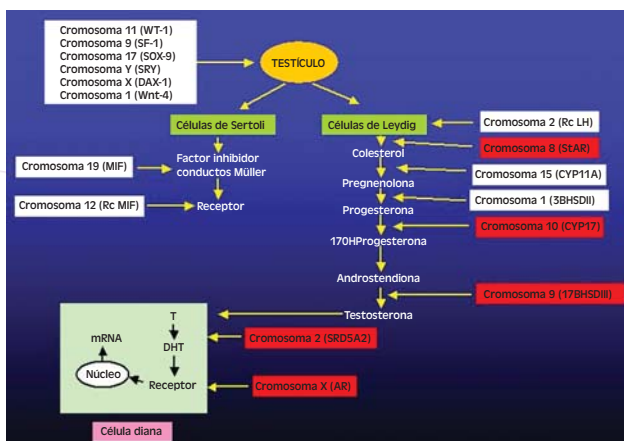 Cromosoma 11 (WT-1)
Cromosoma 9 (SF-1)
Cromosoma 17 (SOX-9)
Cromosoma Y (SRY)
Cromosoma X (DAX-1)
Cromosoma 1 (Wnt-4)
TESTÍCULO
Células de Sertoli
Células de Leydig
Cromosoma 2 (Rc LH)
Cromosoma 8 (StAR)
Colesterol
Factor inhibidor
conductos Müller
Cromosoma 19 (MIF)
Cromosoma 15 (CYP11A)
Pregnenolona
Cromosoma 1 (3BHSDII)
Cromosoma 12 (Rc MIF)
Receptor
Progesterona
Cromosoma 10 (CYP17)
17OHProgesterona
Androstendiona
Cromosoma 9 (17BHSDIII)
Testosterona
T
mRNA
DHT
Cromosoma 2 (SRD5A2)
Núcleo
Receptor
Cromosoma X (AR)
Célula diana